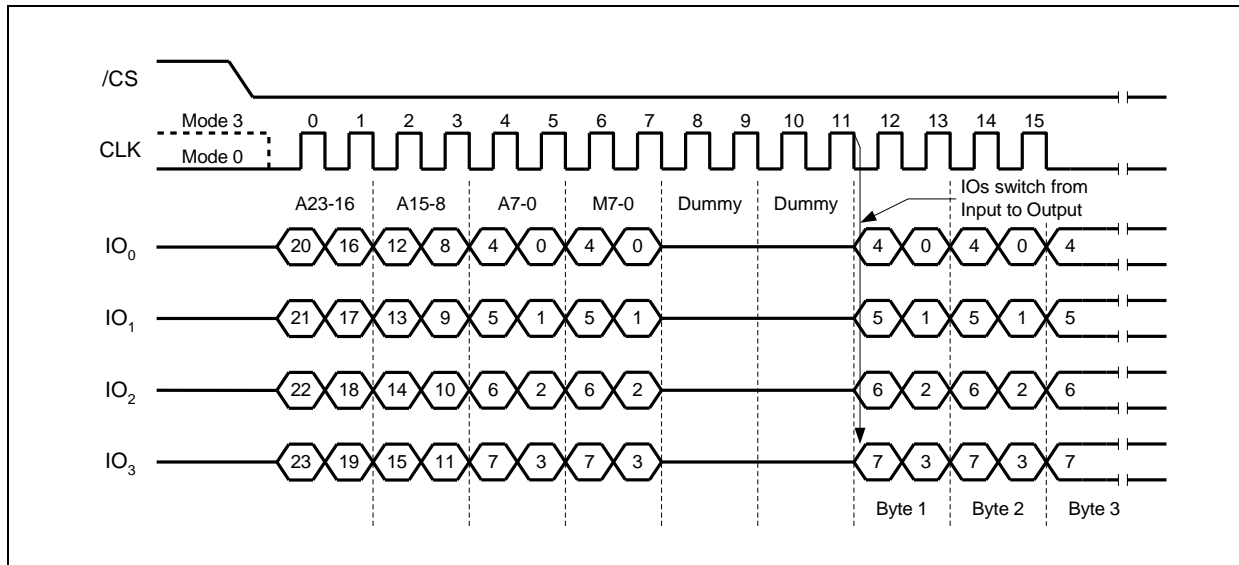 /CS
Mode 3 0 1 2 3 4 5 6 7 8 9 10 11 12 13 14 15
CLK
Mode 0
IOs switch from
A23-16 A15-8 A7-0 M7-0 Dummy Dummy
Input to Output
IO0 20 16 12 8 4 0 4 0 4 0 4 0 4
IO1 21 17 13 9 5 1 5 1 5 1 5 1 5
IO2 22 18 14 10 6 2 6 2 6 2 6 2 6
IO3 23 19 15 11 7 3 7 3 7 3 7 3 7
Byte 1 Byte 2 Byte 3